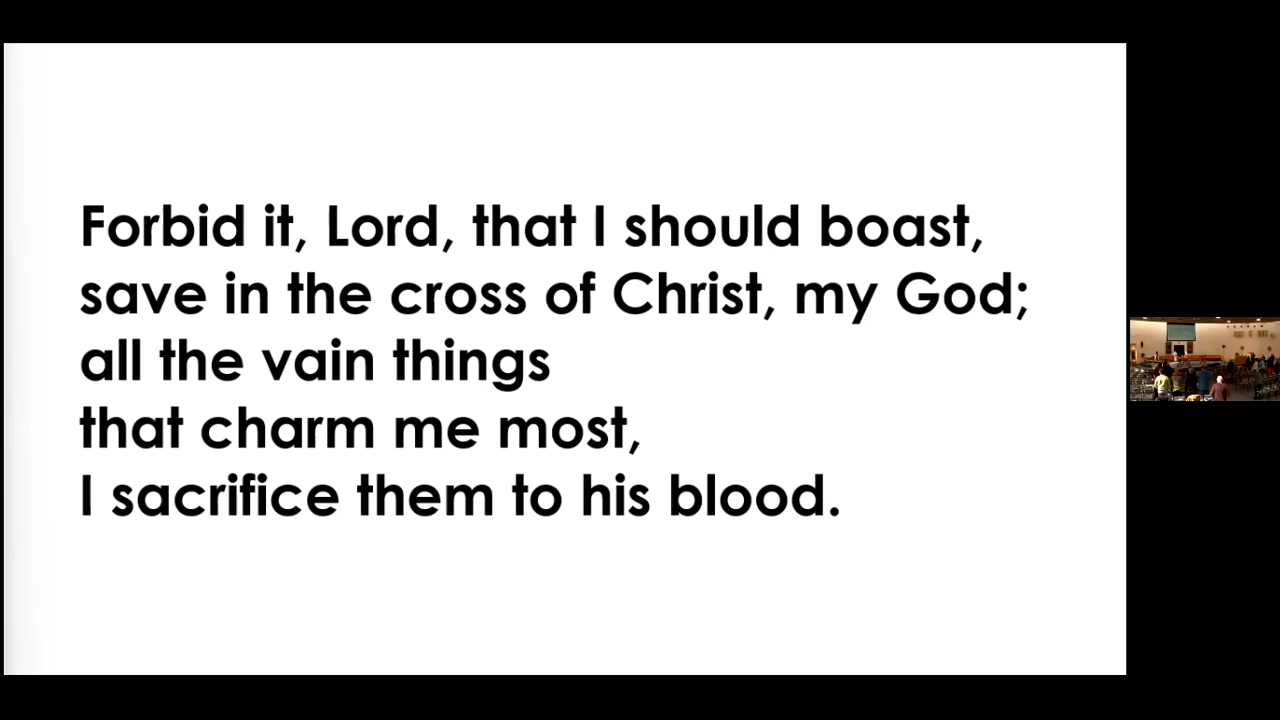 Forbid it, Lord, that I should boast,
save in the cross of Christ, my God;
all the vain things
that charm me most,
I sacrifice them to his blood.